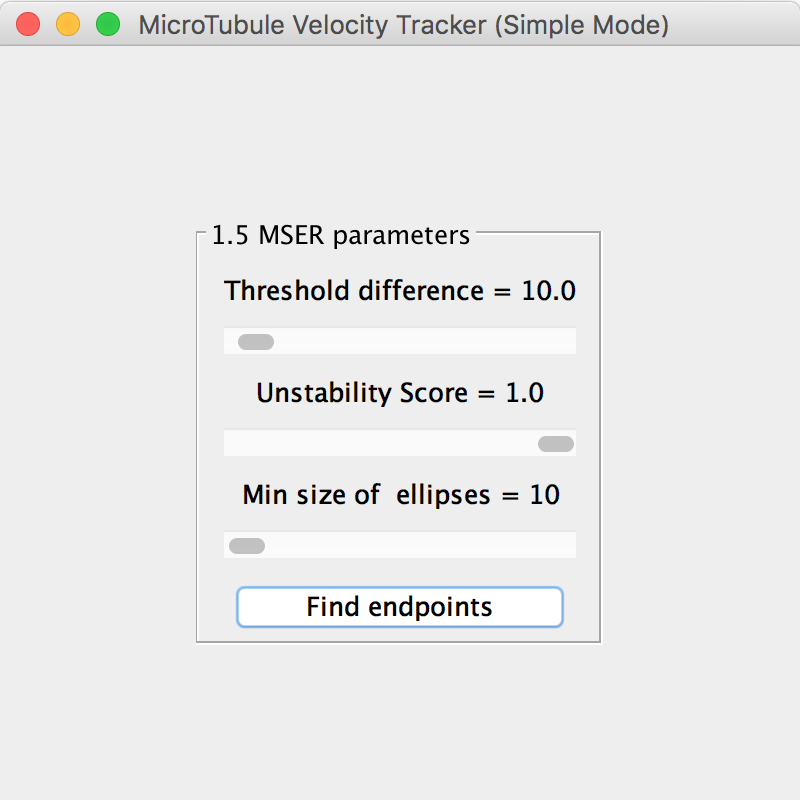 MicroTubule Velocity Tracker (Simple Mode)
1.5 MSER parameters
Threshold difference = 10.0
Unstability Score = 1.0
Min size of  ellipses = 10
Find endpoints